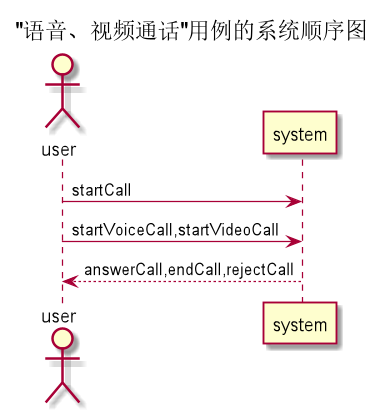 "语音、视频通话"用例的系统顺序图
user
system
startCall
startVoiceCall,startVideoCall
answerCall,endCall,rejectCall
user
system